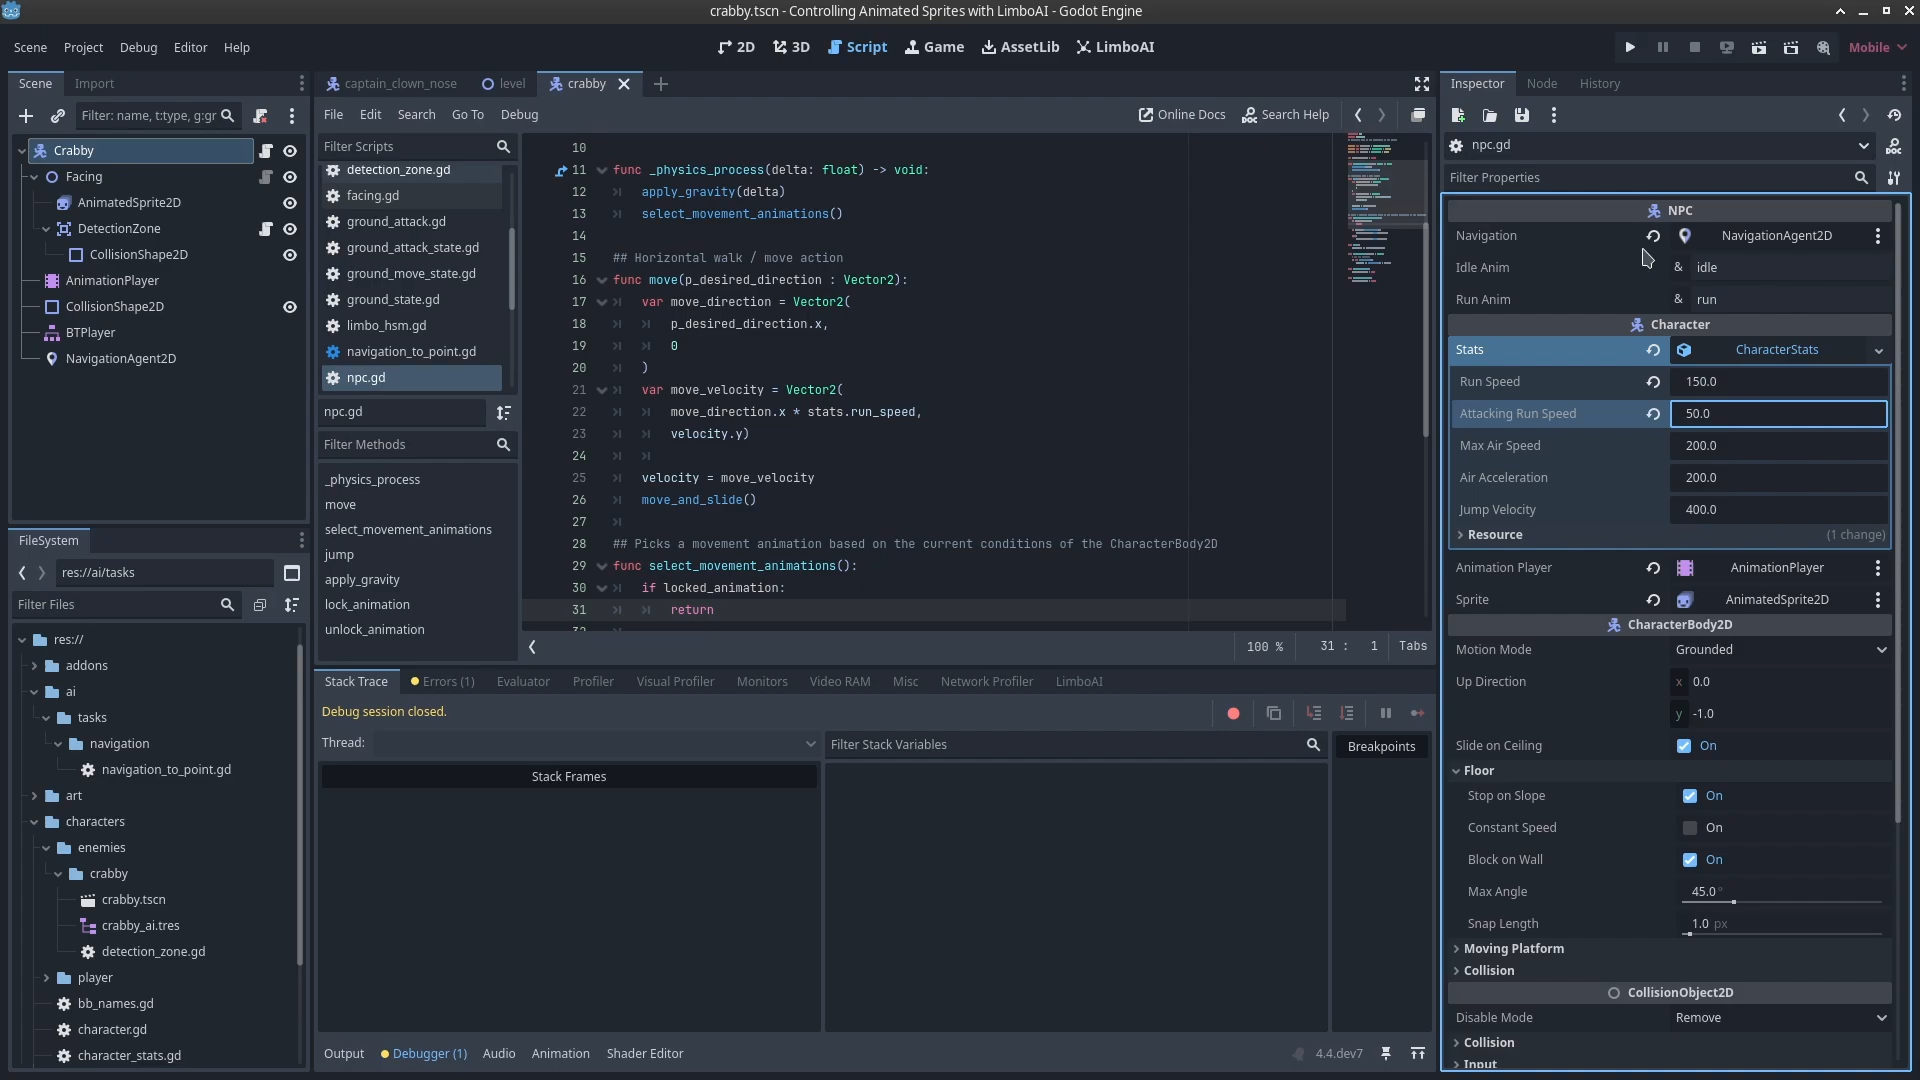 crabby.tscn - Controlling Animated Sprites with LimboAI - Godot Engine
Scene Project Debug Editor Help
2D 3D Script Game AssetLib LimboAI
Mobile
Scene Import
Filter: name, t:type, g:gr
Crabby
Facing
AnimatedSprite2D
DetectionZone
CollisionShape2D
AnimationPlayer
CollisionShape2D
BTPlayer
NavigationAgent2D
FileSystem
res://ai/tasks
Filter Files
res://
addons
ai
tasks
navigation
navigation_to_point.gd
art
characters
enemies
crabby
crabby.tscn
crabby_ai.tres
detection_zone.gd
player
bb_names.gd
character.gd
character_stats.gd
captain_clown_nose level crabby
File Edit Search Go To Debug
Online Docs Search Help
Filter Scripts
detection_zone.gd
facing.gd
ground_attack.gd
ground_attack_state.gd
ground_move_state.gd
ground_state.gd
limbo_hsm.gd
navigation_to_point.gd
npc.gd
npc.gd
Filter Methods
_physics_process
move
select_movement_animations
jump
apply_gravity
lock_animation
unlock_animation
10
11 func _physics_process(delta: float) -> void:
12 apply_gravity(delta)
13 select_movement_animations()
14
15 ## Horizontal walk / move action
16 func move(p_desired_direction : Vector2):
17 var move_direction = Vector2(
18 p_desired_direction.x,
19 0
20 )
21 var move_velocity = Vector2(
22 move_direction.x * stats.run_speed,
23 velocity.y)
24
25 velocity = move_velocity
26 move_and_slide()
27
28 ## Picks a movement animation based on the current conditions of the CharacterBody2D
29 func select_movement_animations():
30 if locked_animation:
31 return
32
100 % 31 : 1 Tabs
Stack Trace Errors (1) Evaluator Profiler Visual Profiler Monitors Video RAM Misc Network Profiler LimboAI
Debug session closed.
Thread:
Filter Stack Variables
Breakpoints
Stack Frames
Output Debugger (1) Audio Animation Shader Editor
4.4.dev7
Inspector Node History
npc.gd
Filter Properties
NPC
Navigation NavigationAgent2D
Idle Anim & idle
Run Anim & run
Character
Stats CharacterStats
Run Speed 150.0
Attacking Run Speed 50.0
Max Air Speed 200.0
Air Acceleration 200.0
Jump Velocity 400.0
Resource (1 change)
Animation Player AnimationPlayer
Sprite AnimatedSprite2D
CharacterBody2D
Motion Mode Grounded
Up Direction x 0.0
y -1.0
Slide on Ceiling On
Floor
Stop on Slope On
Constant Speed On
Block on Wall On
Max Angle 45.0 °
Snap Length 1.0 px
Moving Platform
Collision
CollisionObject2D
Disable Mode Remove
Collision
Input